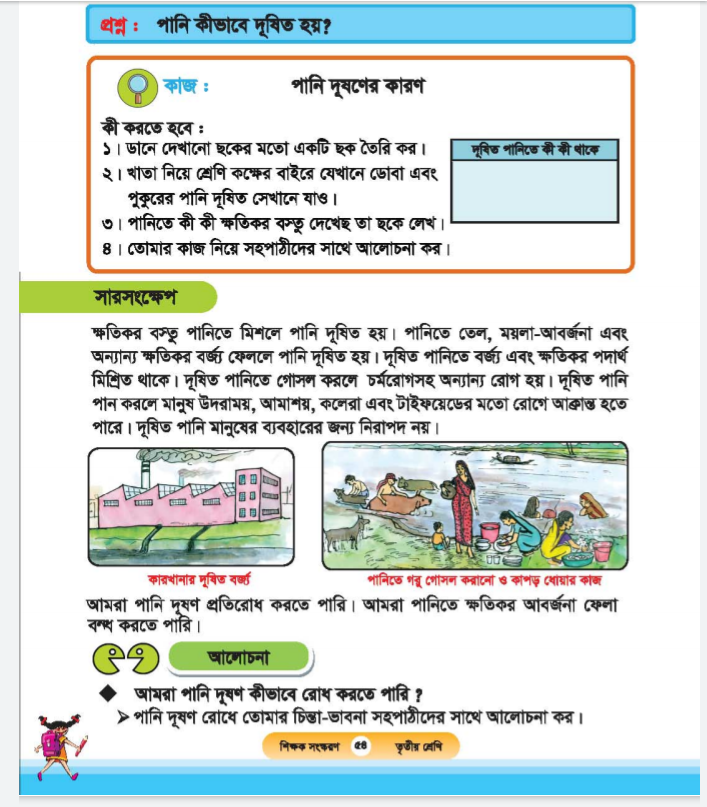 প্রশ্ন : পানি কীভাবে দূষিত হয়?
কাজ : পানি দূষণের কারণ
কী করতে হবে :
১। ডানে দেখানো ছকের মতো একটি ছক তৈরি কর।
২। খাতা নিয়ে শ্রেণি কক্ষের বাইরে যেখানে ডোবা এবং
পুকুরের পানি দূষিত সেখানে যাও।
৩। পানিতে কী কী ক্ষতিকর বস্তু দেখেছ তা ছকে লেখ।
৪। তোমার কাজ নিয়ে সহপাঠীদের সাথে আলোচনা কর।
দূষিত পানিতে কী কী থাকে
সারসংক্ষেপ
ক্ষতিকর বস্তু পানিতে মিশলে পানি দূষিত হয়। পানিতে তেল, ময়লা-আবর্জনা এবং
অন্যান্য ক্ষতিকর বর্জ্য ফেললে পানি দূষিত হয়। দূষিত পানিতে বর্জ্য এবং ক্ষতিকর পদার্থ
মিশ্রিত থাকে। দূষিত পানিতে গোসল করলে চর্মরোগসহ অন্যান্য রোগ হয়। দূষিত পানি
পান করলে মানুষ উদরাময়, আমাশয়, কলেরা এবং টাইফয়েডের মতো রোগে আক্রান্ত হতে
পারে। দূষিত পানি মানুষের ব্যবহারের জন্য নিরাপদ নয়।
কারখানার দূষিত বর্জ্য
পানিতে গরু গোসল করানো ও কাপড় ধোয়ার কাজ
আমরা পানি দূষণ প্রতিরোধ করতে পারি। আমরা পানিতে ক্ষতিকর আবর্জনা ফেলা
বন্ধ করতে পারি।
আলোচনা
◆ আমরা পানি দূষণ কীভাবে রোধ করতে পারি ?
➢ পানি দূষণ রোধে তোমার চিন্তা-ভাবনা সহপাঠীদের সাথে আলোচনা কর।
শিক্ষক সংস্করণ ৫৪ তৃতীয় শ্রেণি